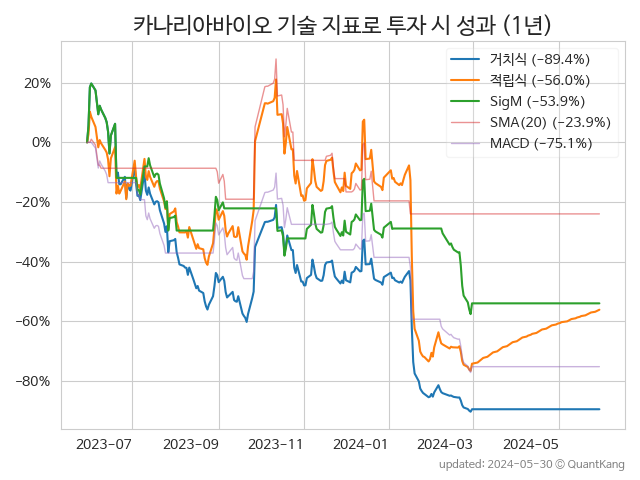 카나리아바이오 기술 지표로 투자 시 성과 (1년)
거치식 (−89.4%)
적립식 (−56.0%)
SigM (−53.9%)
SMA(20) (−23.9%)
MACD (−75.1%)
20%
0%
−20%
−40%
−60%
−80%
2023-07
2023-09
2023-11
2024-01
2024-03
2024-05
updated: 2024-05-30 © QuantKang